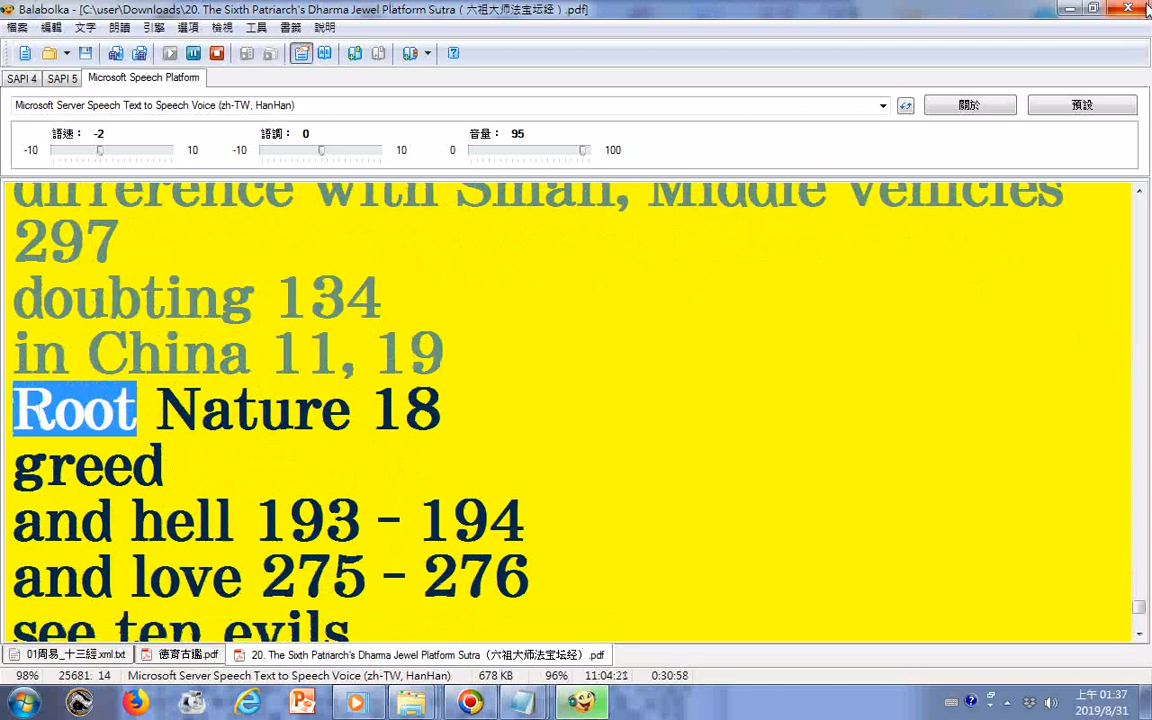 Balabolka - [C:\user\Downloads\20. The Sixth Patriarch's Dharma Jewel Platform Sutra（六祖大师法宝坛经）.pdf]
檔案 編輯 文字 朗讀 引擎 選項 檢視 工具 書籤 說明
SAPI 4 SAPI 5 Microsoft Speech Platform
Microsoft Server Speech Text to Speech Voice (zh-TW, HanHan) 關於 預設
語速： -2 語調： 0 音量： 95
-10 10 -10 10 0 100
difference with Small, Middle Vehicles
297
doubting 134
in China 11, 19
Root Nature 18
greed
and hell 193 - 194
and love 275 - 276
see ten evils
01周易_十三經.xml.txt 德育古鑑.pdf 20. The Sixth Patriarch's Dharma Jewel Platform Sutra（六祖大师法宝坛经）.pdf
98% 25681: 14 Microsoft Server Speech Text to Speech Voice (zh-TW, HanHan) 678 KB 96% 11:04:21 0:30:58
上午 01:37
2019/8/31